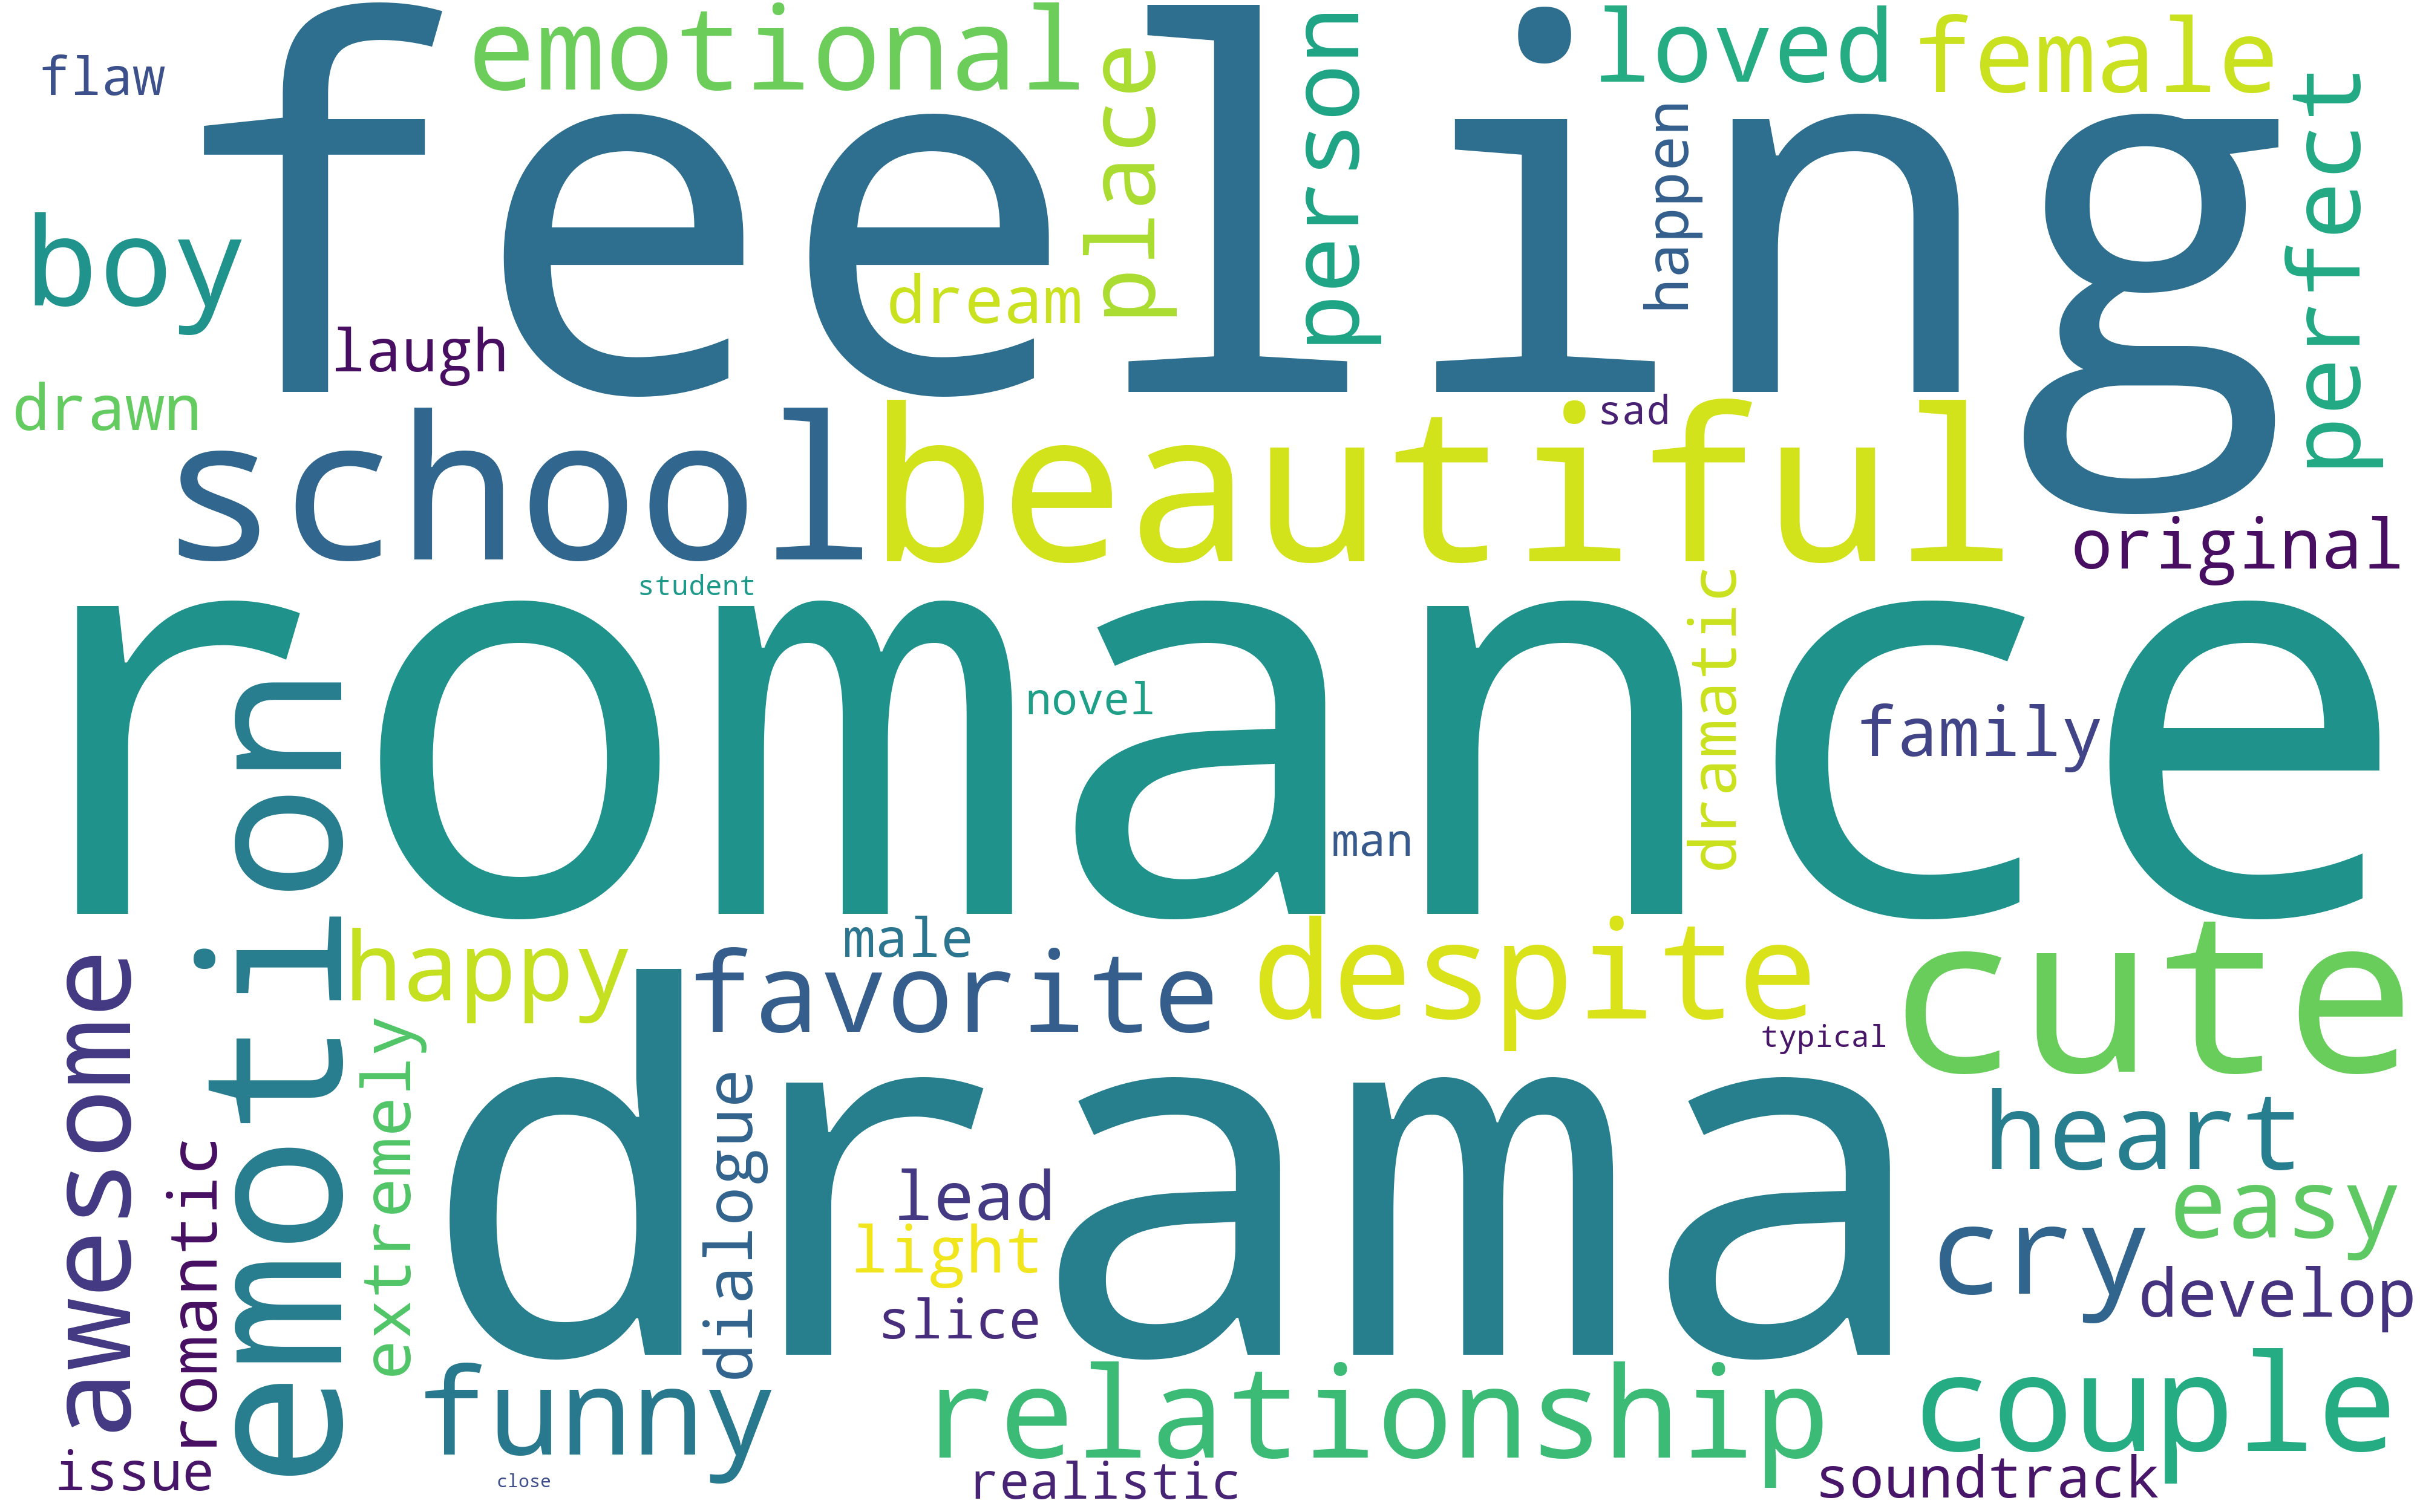 feeling
emotional
loved
female
flaw
place
person
happen
perfect
boy
dream
laugh
drawn
sad
school
beautiful
original
student
romance
novel
dramatic
family
man
emotion
awesome
happy
male
favorite
despite
cute
typical
extremely
drama
dialogue
heart
romantic
lead
easy
light
cry
slice
develop
funny
relationship
couple
issue
close
realistic
soundtrack